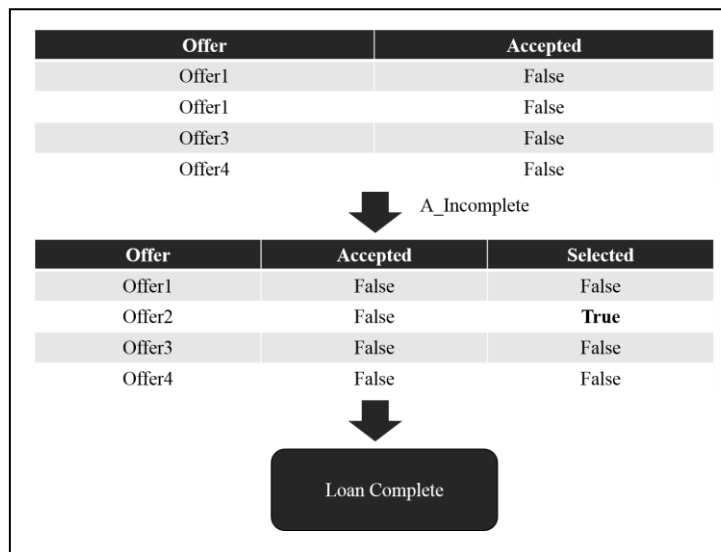 Offer Accepted
Offer1 False
Offer1 False
Offer3 False
Offer4 False
A_Incomplete
Offer Accepted Selected
Offer1 False False
Offer2 False True
Offer3 False False
Offer4 False False
Loan Complete